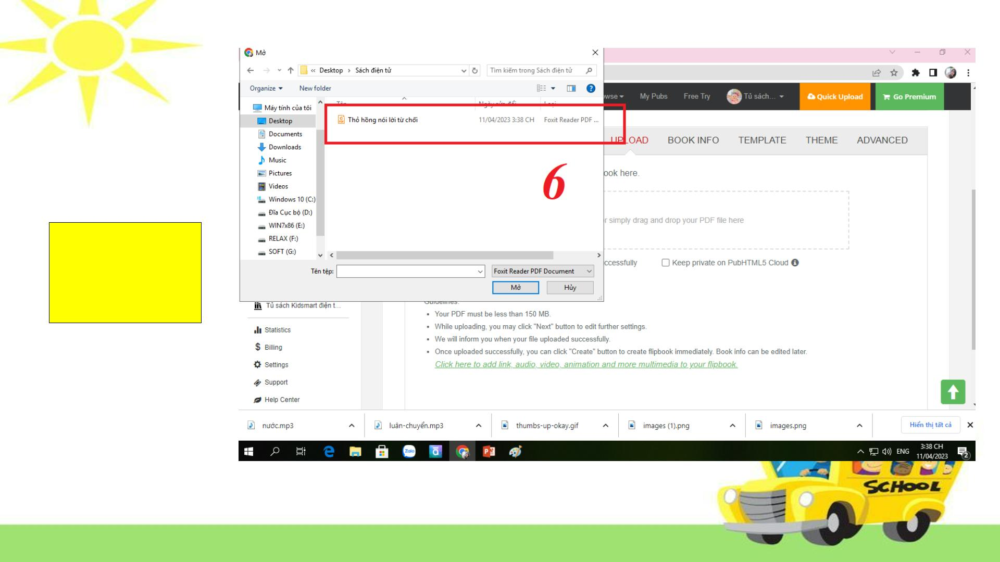 Mở
« Desktop › Sách điện tử
Tìm kiếm trong Sách điện tử
Organize
New folder
Máy tính của tôi
Desktop
Documents
Downloads
Music
Pictures
Videos
Windows 10 (C:)
Đĩa Cục bộ (D:)
WIN7x86 (E:)
RELAX (F:)
SOFT (G:)
Tên
Ngày sửa đổi
Loại
Thỏ hồng nói lời từ chối 11/04/2023 3:38 CH Foxit Reader PDF ...
6
Tên tệp:
Foxit Reader PDF Document
Mở
Hủy
My Pubs
Free Try
Tủ sách...
Quick Upload
Go Premium
UPLOAD
BOOK INFO
TEMPLATE
THEME
ADVANCED
here.
simply drag and drop your PDF file here
Keep private on PubHTML5 Cloud
Tủ sách Kidsmart điện t...
Statistics
Billing
Settings
Support
Help Center
Guidelines:
Your PDF must be less than 150 MB.
While uploading, you may click "Next" button to edit further settings.
We will inform you when your file uploaded successfully.
Once uploaded successfully, you can click "Create" button to create flipbook immediately. Book info can be edited later.
Click here to add link, audio, video, animation and more multimedia to your flipbook.
nước.mp3
luân-chuyển.mp3
thumbs-up-okay.gif
images (1).png
images.png
Hiển thị tất cả
Zalo
ENG
3:38 CH
11/04/2023
2
SCHOOL